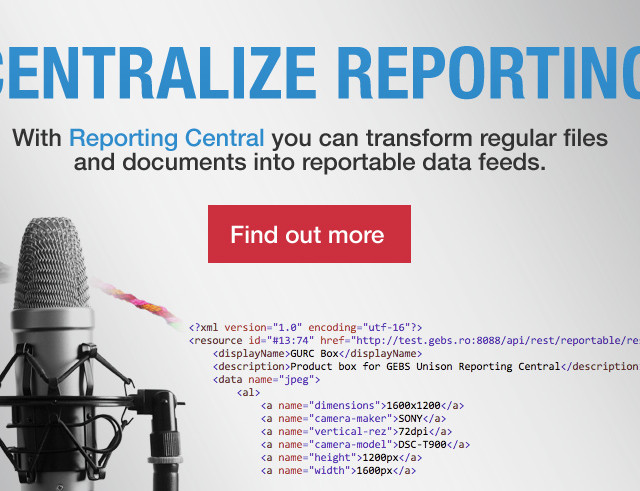 CENTRALIZE REPORTING
With Reporting Central you can transform regular files
and documents into reportable data feeds.
Find out more
<?xml version="1.0" encoding="utf-16"?>
<resource id="#13:74" href="http://test.gebs.ro:8088/api/rest/reportable/res
<displayName>GURC Box</displayName>
<description>Product box for GEBS Unison Reporting Central</description
<data name="jpeg">
<al>
<a name="dimensions">1600x1200</a>
<a name="camera-maker">SONY</a>
<a name="vertical-rez">72dpi</a>
<a name="camera-model">DSC-T900</a>
<a name="height">1200px</a>
<a name="width">1600px</a>